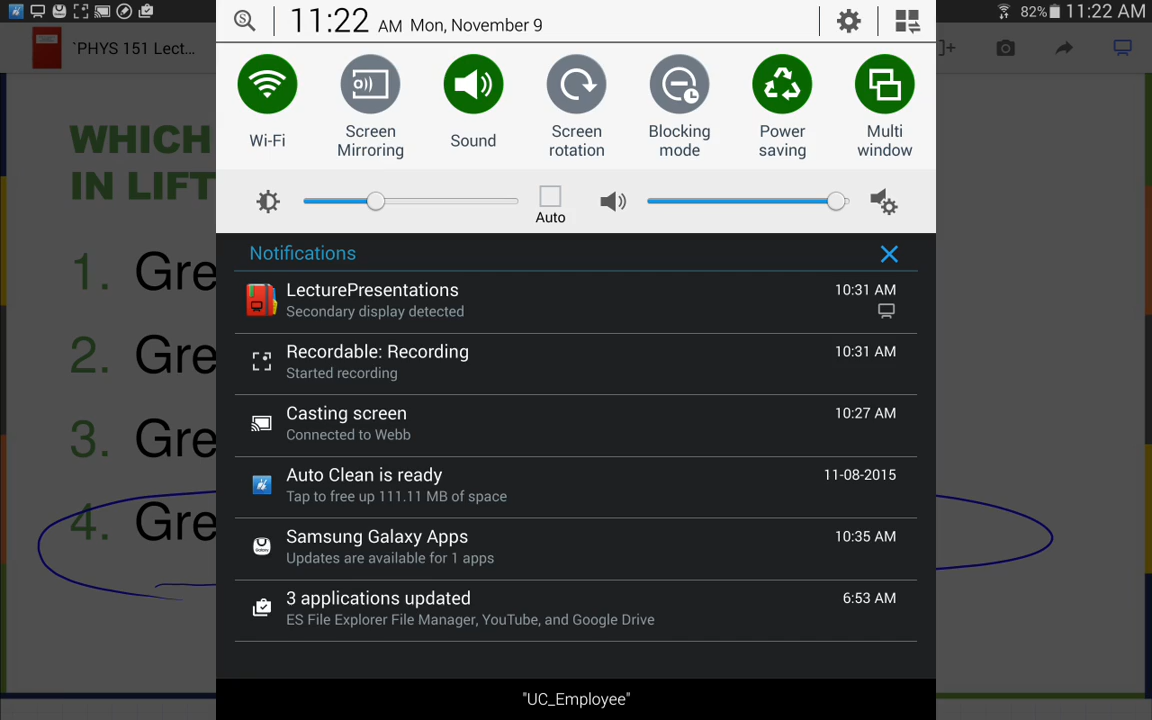 82% 11:22 AM
`PHYS 151 Lect...
11:22 AM Mon, November 9
Wi-Fi
Screen Mirroring
Sound
Screen rotation
Blocking mode
Power saving
Multi window
Auto
Notifications
LecturePresentations 10:31 AM
Secondary display detected
Recordable: Recording 10:31 AM
Started recording
Casting screen 10:27 AM
Connected to Webb
Auto Clean is ready 11-08-2015
Tap to free up 111.11 MB of space
Samsung Galaxy Apps 10:35 AM
Updates are available for 1 apps
3 applications updated 6:53 AM
ES File Explorer File Manager, YouTube, and Google Drive
"UC_Employee"
WHICH
IN LIFT
1. Gre
2. Gre
3. Gre
4. Gre